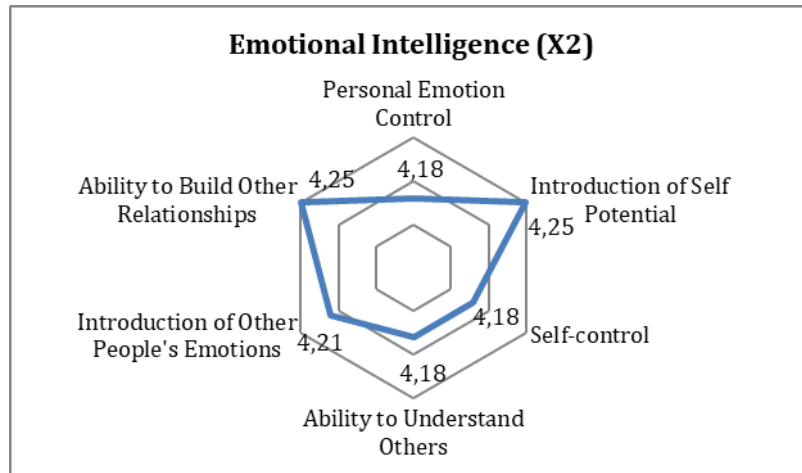 Emotional Intelligence (X2)
Personal Emotion
Control
4,18
Introduction of Self
Potential
4,25
Self-control
4,18
Ability to Understand
Others
4,18
Introduction of Other
People's Emotions
4,21
Ability to Build Other
Relationships
4,25